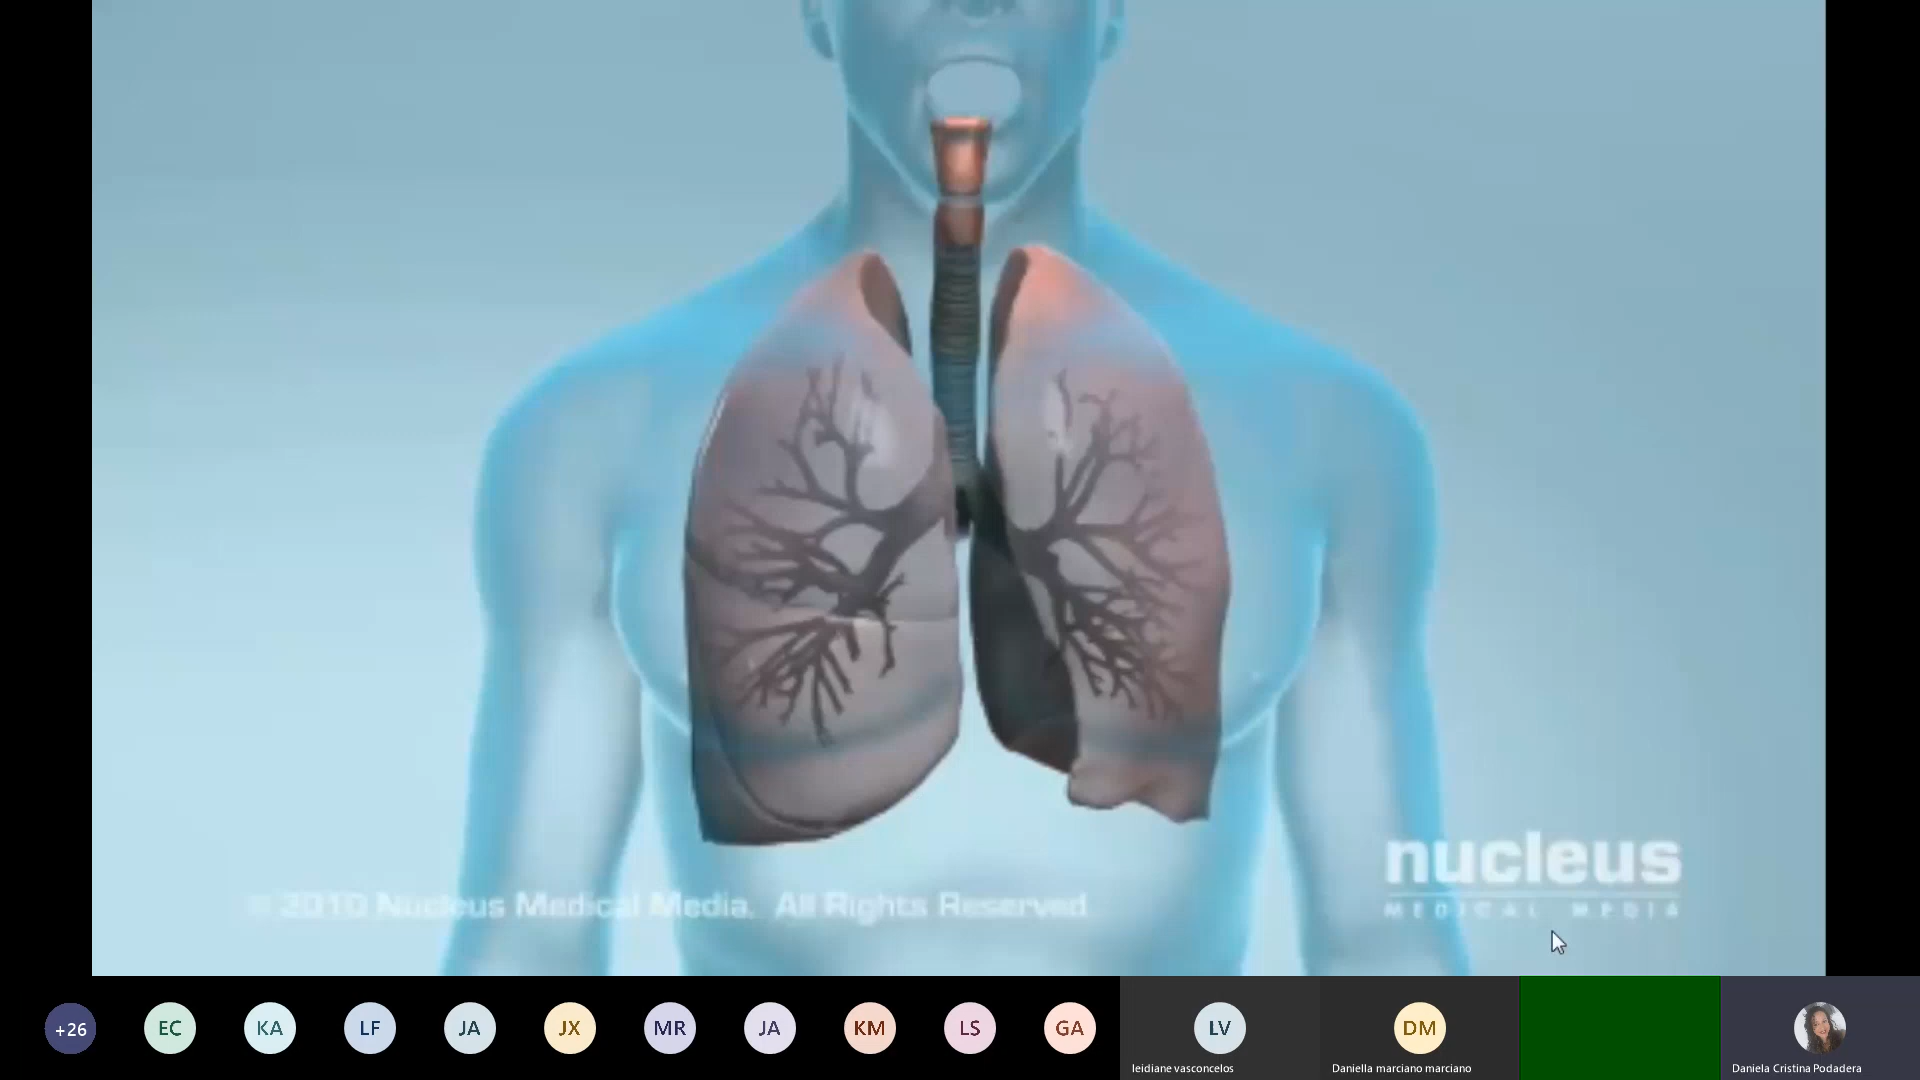 nucleus
MEDICAL MEDIA
© 2010 Nucleus Medical Media. All Rights Reserved
+26
EC
KA
LF
JA
JX
MR
JA
KM
LS
GA
LV
leidiane vasconcelos
DM
Daniella marciano marciano
Daniela Cristina Podadera